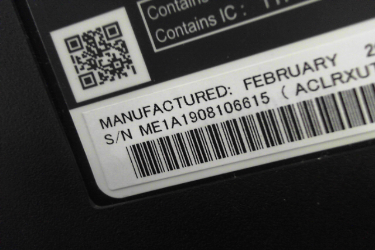 Contains
Contains IC :
MANUFACTURED: FEBRUARY
S/N ME1A1908106615 ( ACLRXUT